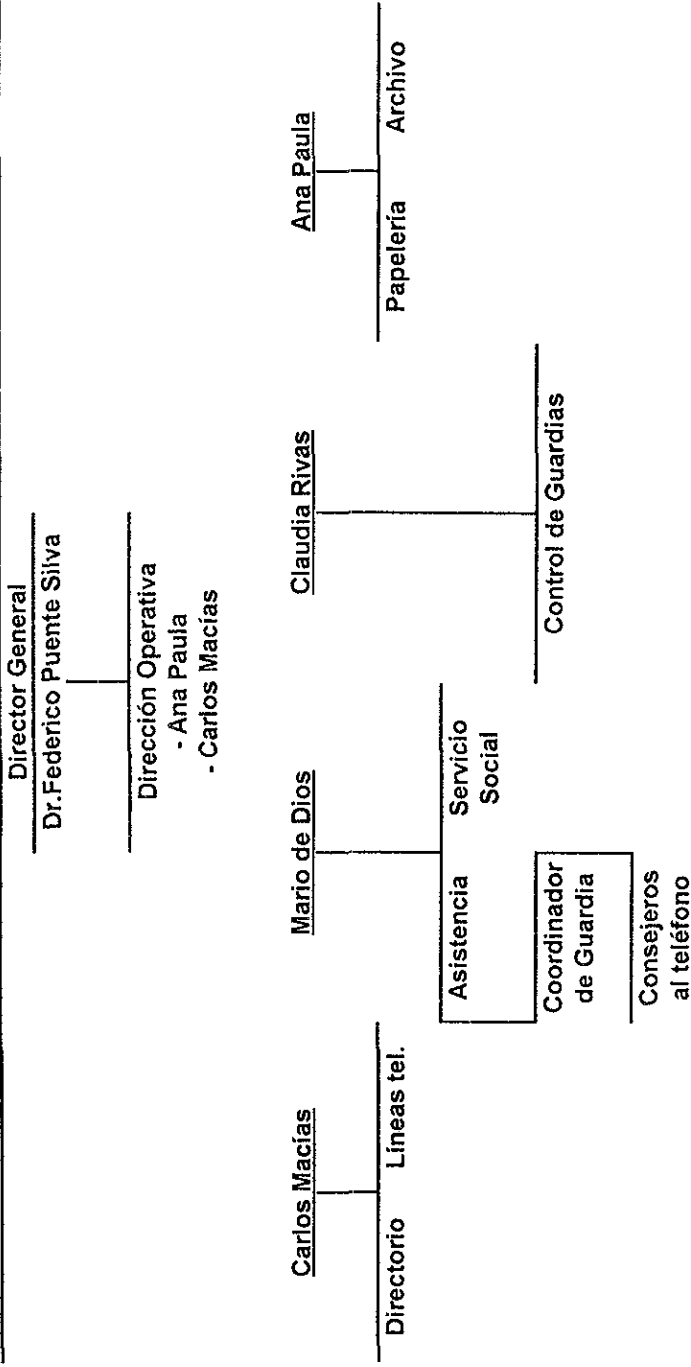 Director General
Dr.Federico Puente Silva
Dirección Operativa
- Ana Paula
- Carlos Macías
Carlos Macías
Directorio Líneas tel.
Mario de Dios
Asistencia Servicio
Social
Coordinador
de Guardia
Consejeros
al teléfono
Claudia Rivas
Control de Guardias
Ana Paula
Papelería Archivo